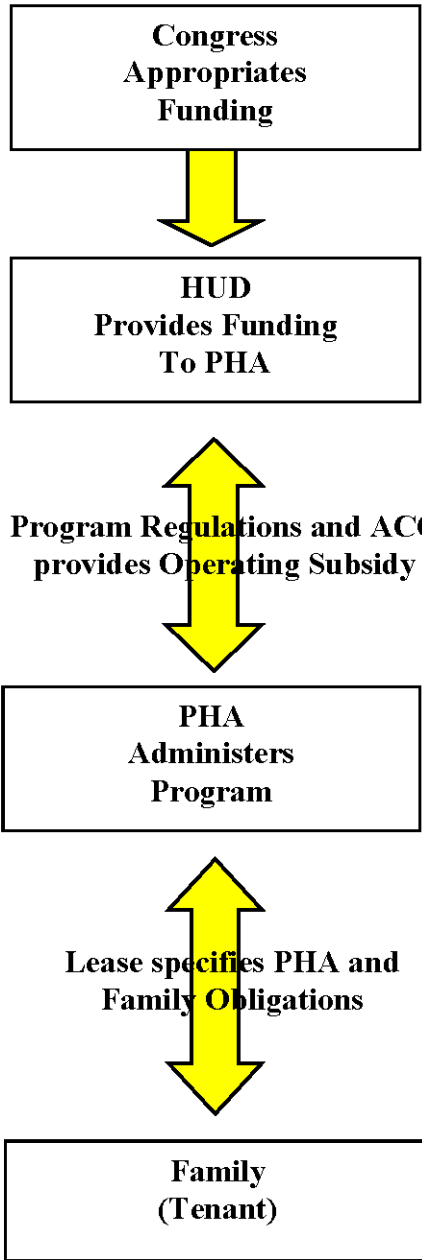 Congress
Appropriates
Funding
HUD
Provides Funding
To PHA
Program Regulations and ACC
provides Operating Subsidy
PHA
Administers
Program
Lease specifies PHA and
Family Obligations
Family
(Tenant)